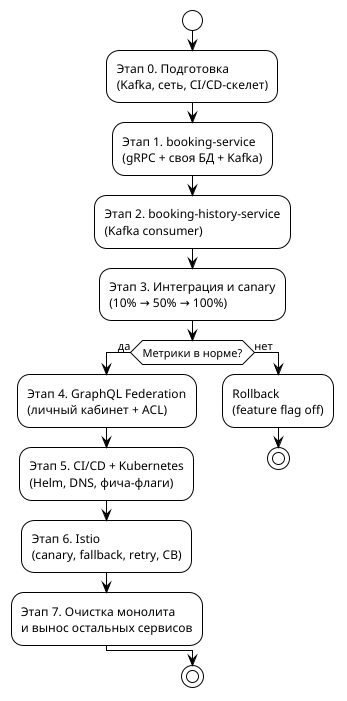 Этап 0. Подготовка
(Kafka, сеть, CI/CD-скелет)
Этап 1. booking-service
(gRPC + своя БД + Kafka)
Этап 2. booking-history-service
(Kafka consumer)
Этап 3. Интеграция и canary
(10% → 50% → 100%)
да
Метрики в норме?
нет
Этап 4. GraphQL Federation
(личный кабинет + ACL)
Rollback
(feature flag off)
Этап 5. CI/CD + Kubernetes
(Helm, DNS, фича-флаги)
Этап 6. Istio
(canary, fallback, retry, CB)
Этап 7. Очистка монолита
и вынос остальных сервисов